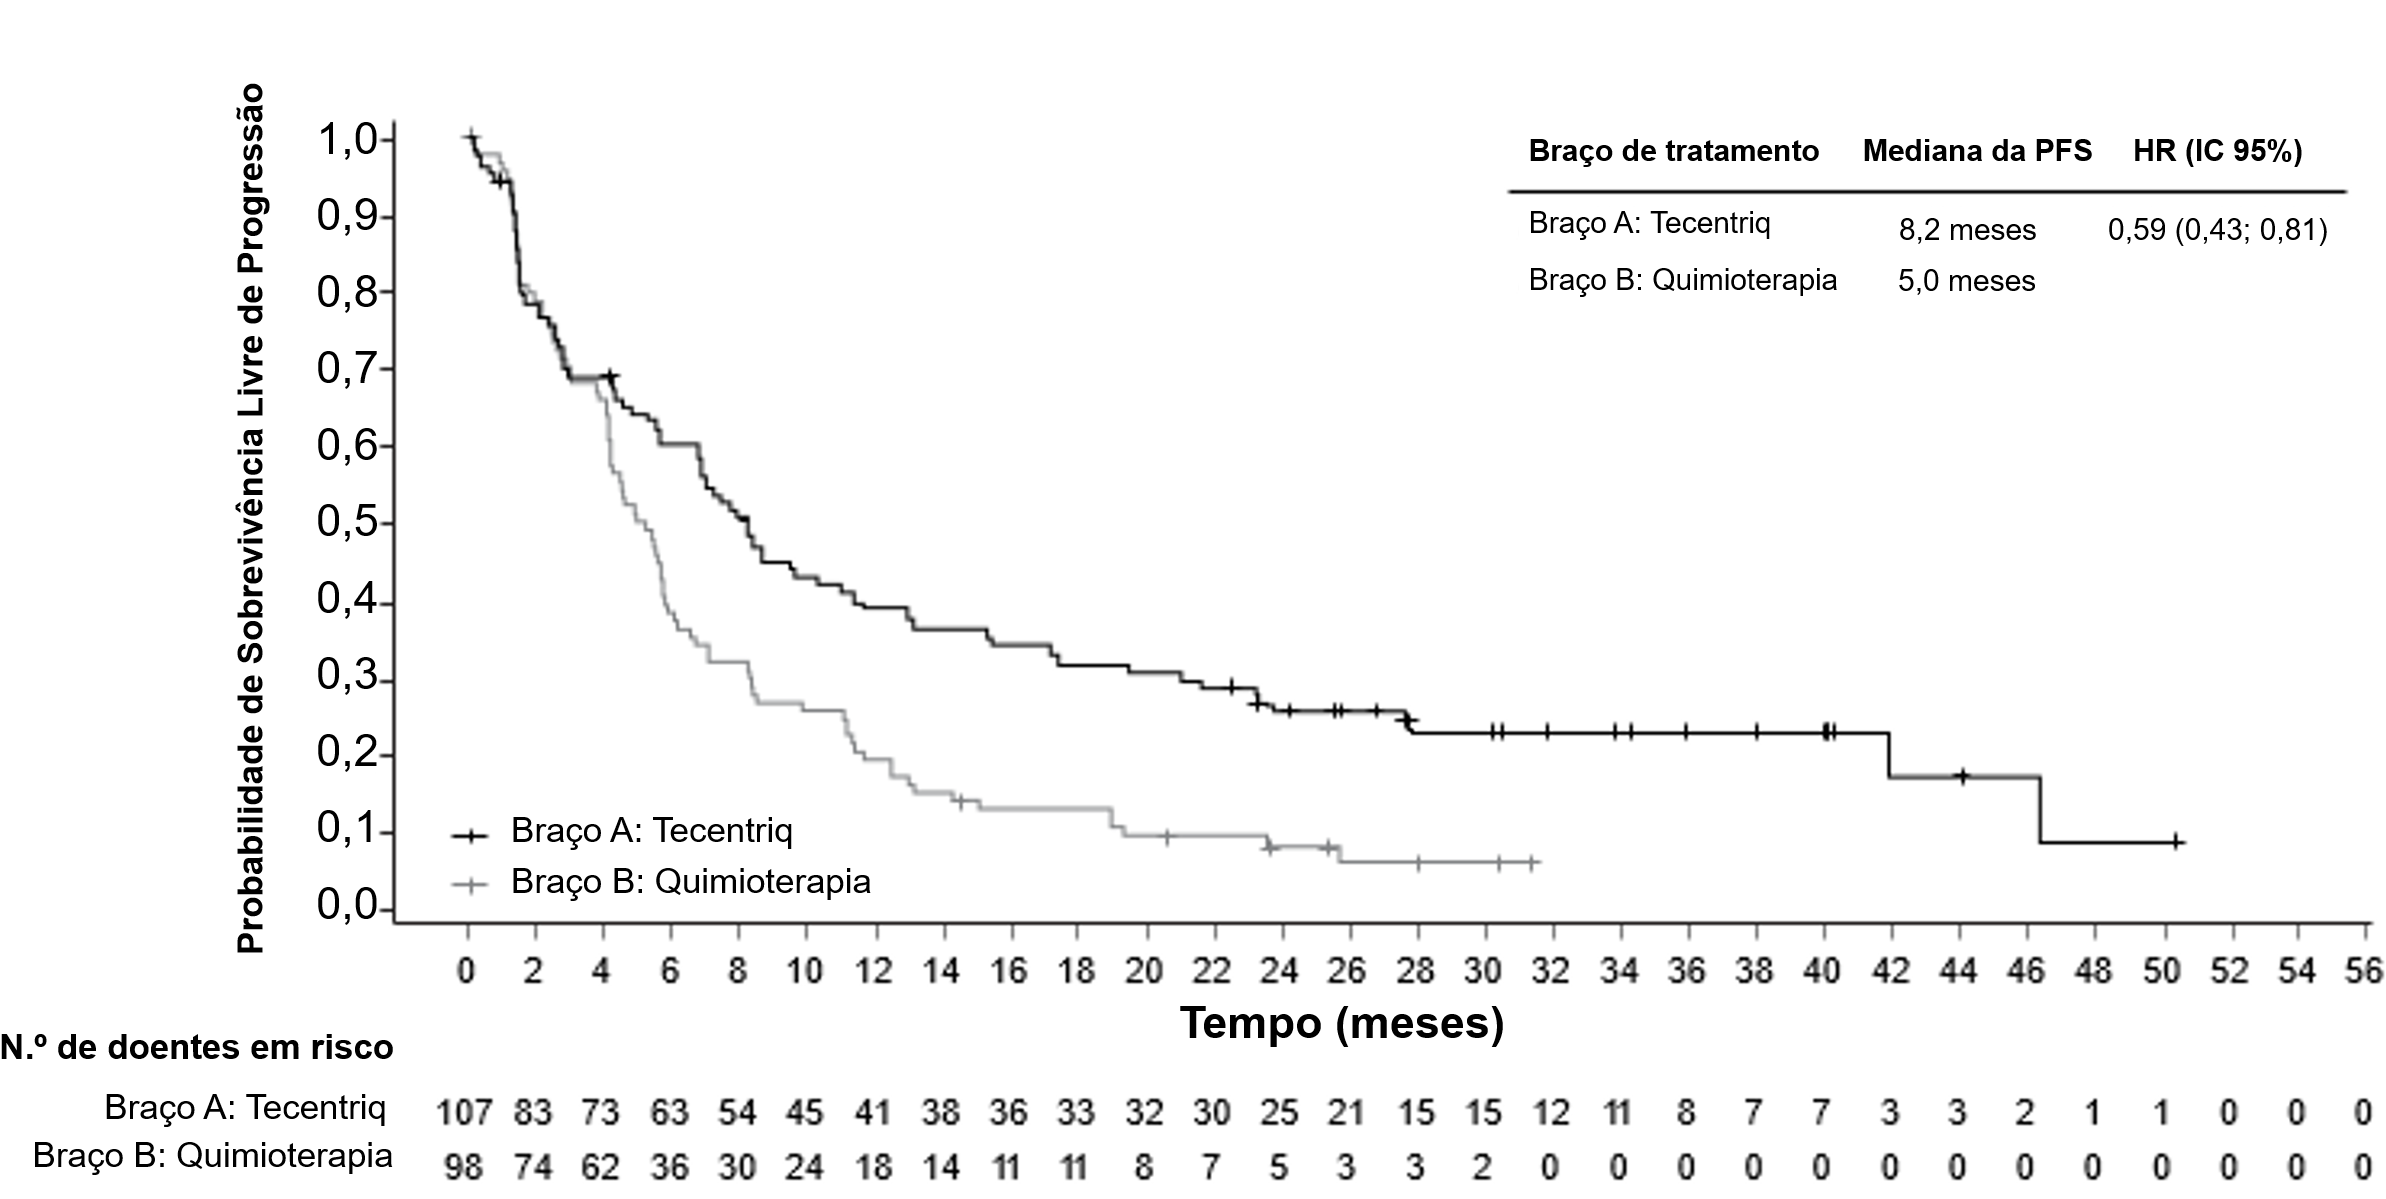 Probabilidade de Sobrevivência Livre de Progressão
1,0
0,9
0,8
0,7
0,6
0,5
0,4
0,3
0,2
0,1
0,0
Braço de tratamento Mediana da PFS HR (IC 95%)
Braço A: Tecentriq 8,2 meses 0,59 (0,43; 0,81)
Braço B: Quimioterapia 5,0 meses
Braço A: Tecentriq
Braço B: Quimioterapia
0 2 4 6 8 10 12 14 16 18 20 22 24 26 28 30 32 34 36 38 40 42 44 46 48 50 52 54 56
Tempo (meses)
N.º de doentes em risco
Braço A: Tecentriq 107 83 73 63 54 45 41 38 36 33 32 30 25 21 15 15 12 11 8 7 7 3 3 2 1 1 0 0 0
Braço B: Quimioterapia 98 74 62 36 30 24 18 14 11 11 8 7 5 3 3 2 0 0 0 0 0 0 0 0 0 0 0 0 0